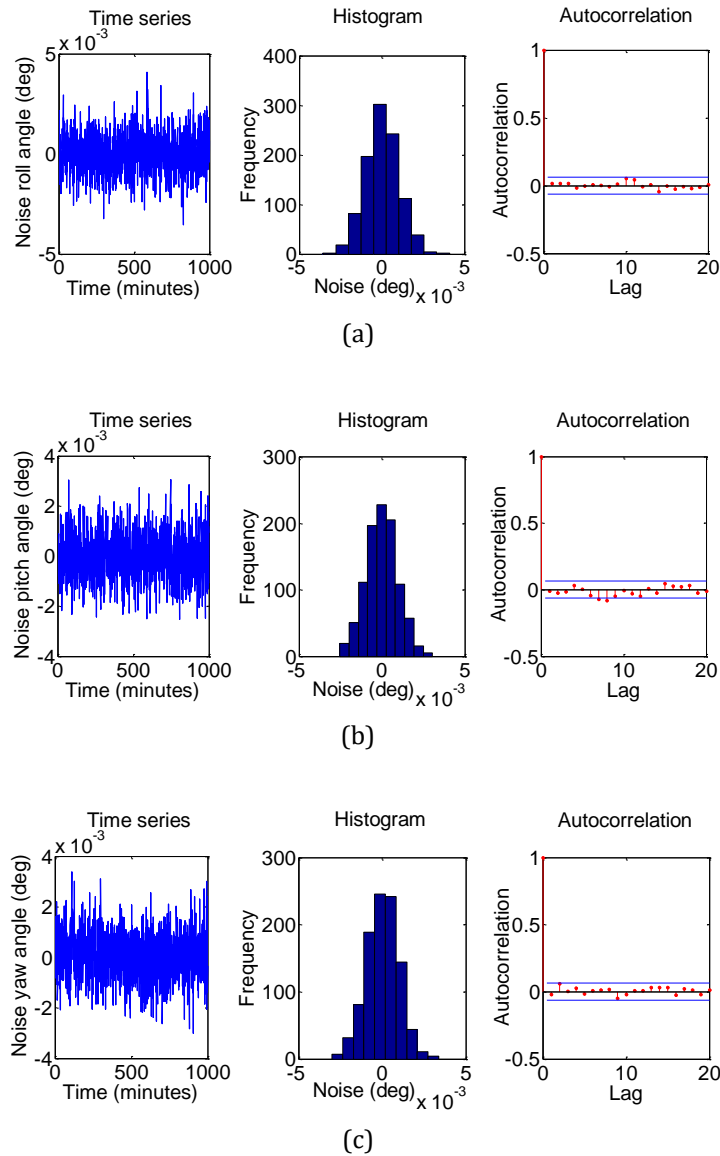 Time series
Histogram
Autocorrelation
x 10-3
Noise roll angle (deg)
5
0
-5
0
500
1000
Time (minutes)
Frequency
400
300
200
100
0
-5
0
5
Noise (deg)
x 10-3
Autocorrelation
1
0.5
0
-0.5
0
10
20
Lag
(a)
Time series
Histogram
Autocorrelation
x 10-3
Noise pitch angle (deg)
4
2
0
-2
-4
0
500
1000
Time (minutes)
Frequency
300
200
100
0
-5
0
5
Noise (deg)
x 10-3
Autocorrelation
1
0.5
0
-0.5
0
10
20
Lag
(b)
Time series
Histogram
Autocorrelation
x 10-3
Noise yaw angle (deg)
4
2
0
-2
-4
0
500
1000
Time (minutes)
Frequency
300
200
100
0
-5
0
5
Noise (deg)
x 10-3
Autocorrelation
1
0.5
0
-0.5
0
10
20
Lag
(c)